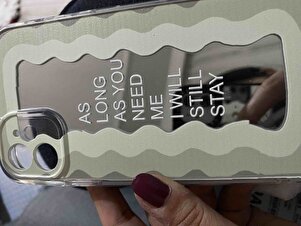 AS
LONG
AS YOU
NEED
ME
I WILL
STILL
STAY